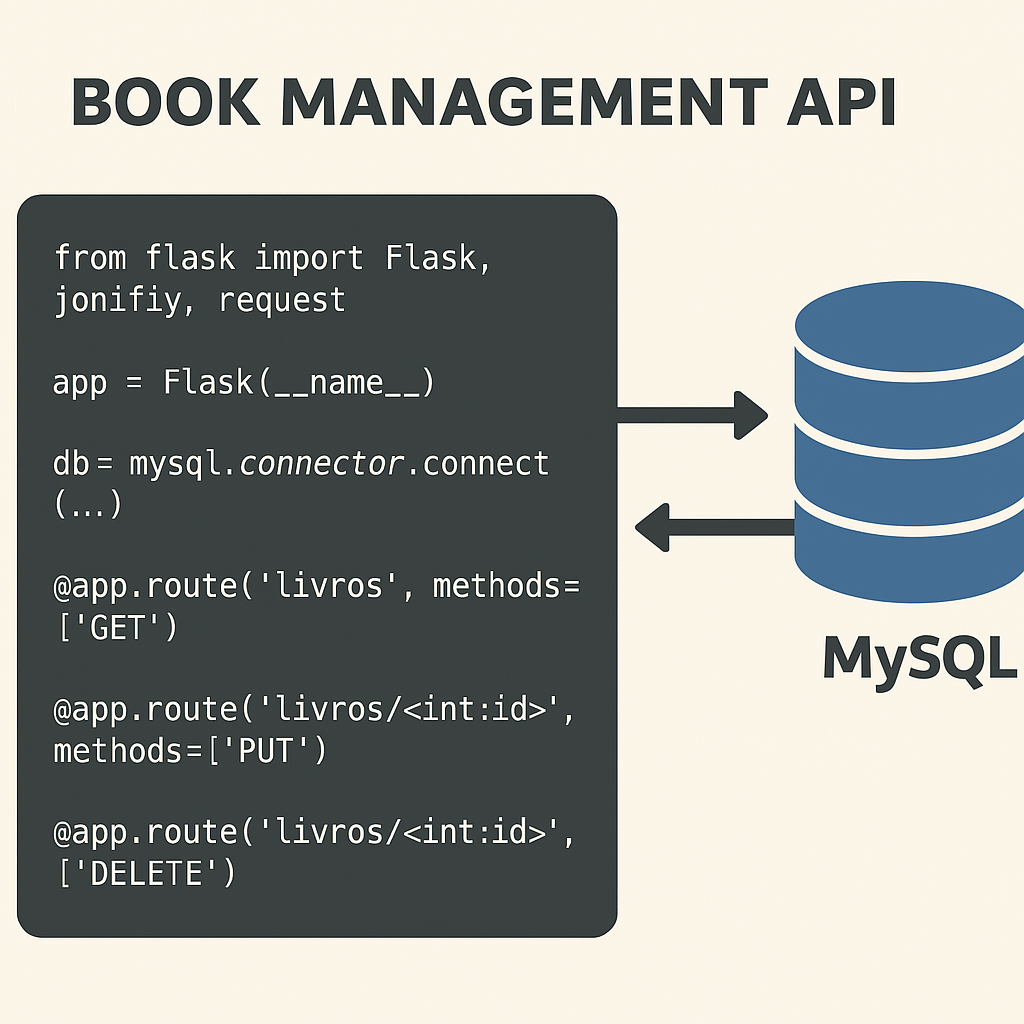 BOOK MANAGEMENT API
from flask import Flask,
jonifiy, request
app = Flask(__name__)
db = mysql.connector.connect
(...)
@app.route('livros', methods=
['GET')
@app.route('livros/<int:id>',
methods=['PUT')
@app.route('livros/<int:id>',
['DELETE')
MySQL